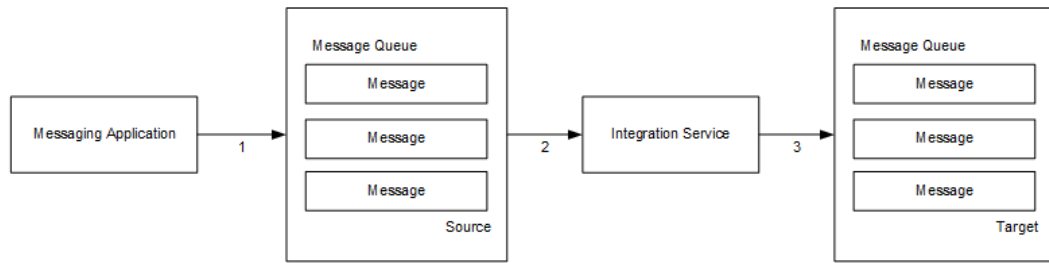 Messaging Application
1
Message Queue
Message
Message
Message
Source
2
Integration Service
3
Message Queue
Message
Message
Message
Target